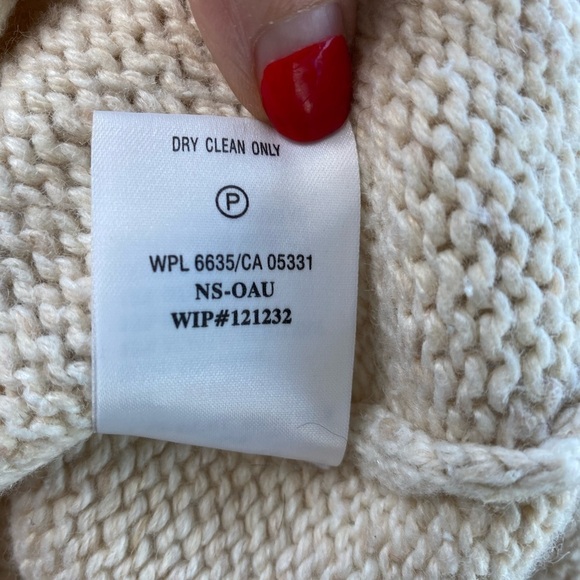 DRY CLEAN ONLY
P
WPL 6635/CA 05331
NS-OAU
WIP#121232